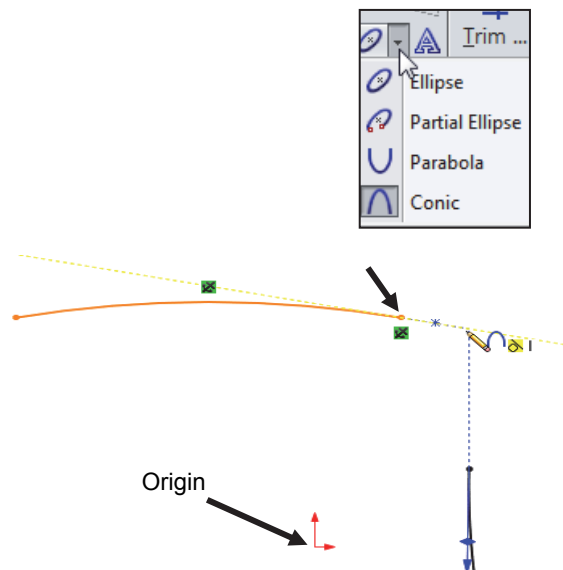 Trim ...
Ellipse
Partial Ellipse
Parabola
Conic
Origin